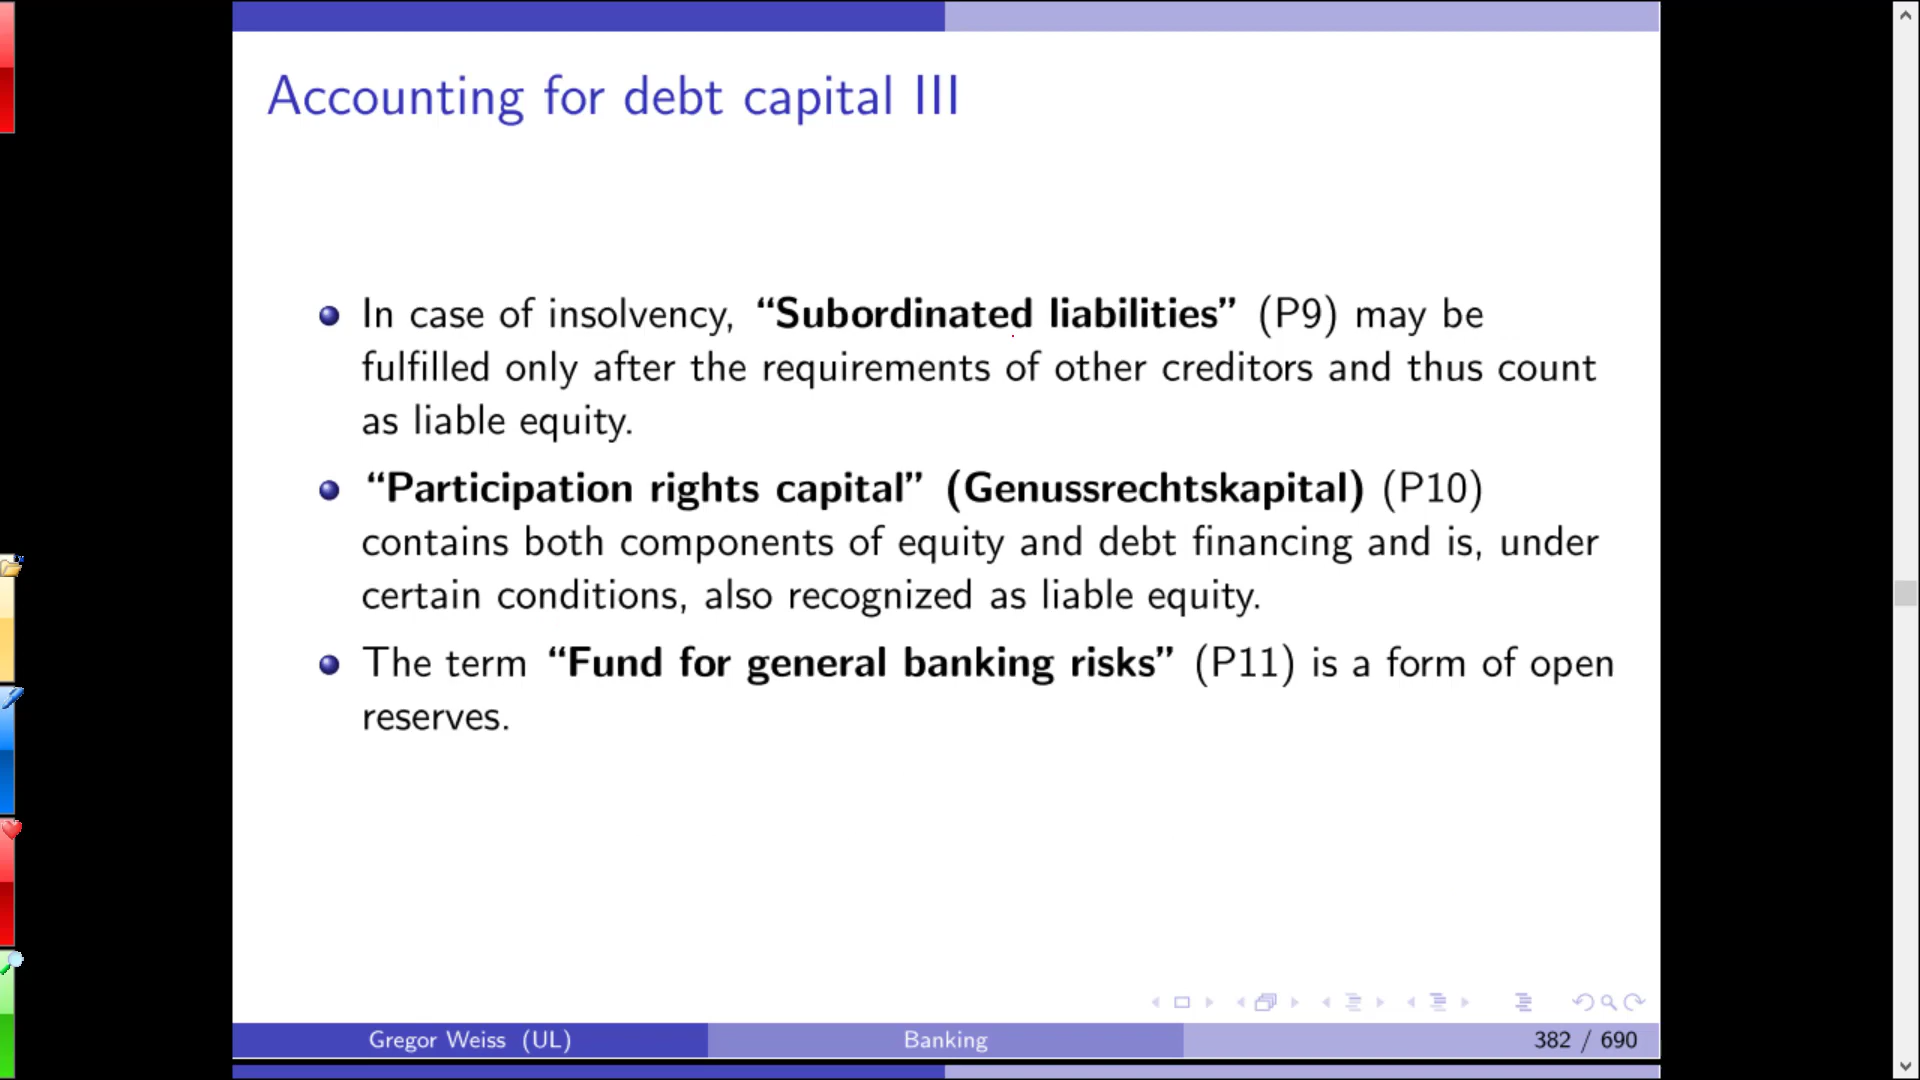 Accounting for debt capital III
In case of insolvency, “Subordinated liabilities” (P9) may be
fulfilled only after the requirements of other creditors and thus count
as liable equity.
“Participation rights capital” (Genussrechtskapital) (P10)
contains both components of equity and debt financing and is, under
certain conditions, also recognized as liable equity.
The term “Fund for general banking risks” (P11) is a form of open
reserves.
Gregor Weiss (UL) Banking 382 / 690